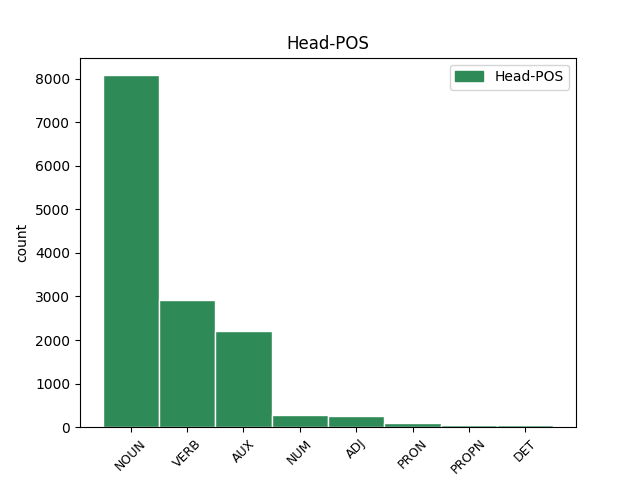 Head-POS
Head-POS
count
8000
7000
6000
5000
4000
3000
2000
1000
0
NOUN
VERB
AUX
NUM
ADJ
PRON
PROPN
DET